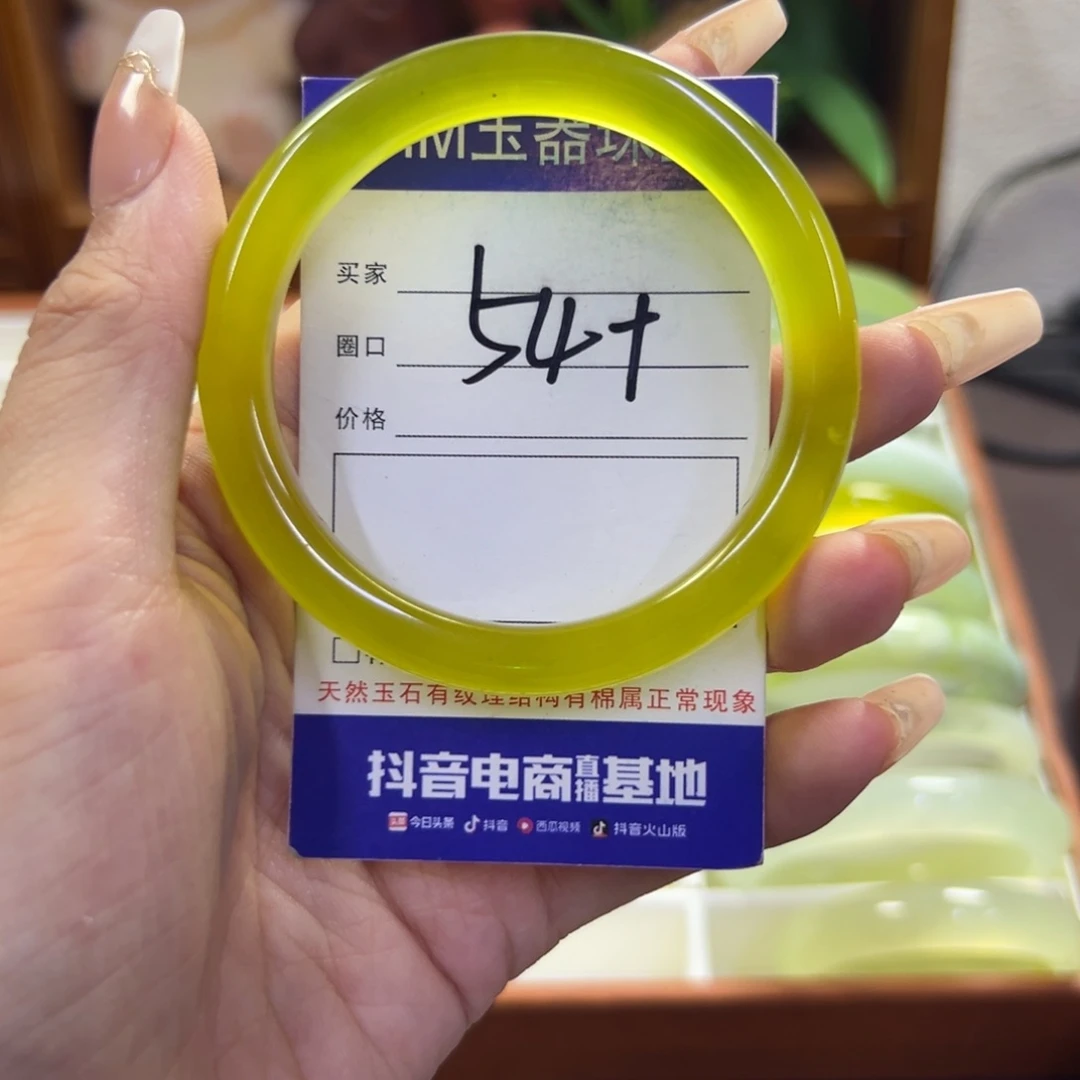 玉器珠
买家
圈口
54+
价格
天然玉石有纹理结构有棉属正常现象
抖音电商直播基地
今日头条 抖音 西瓜视频 抖音火山版